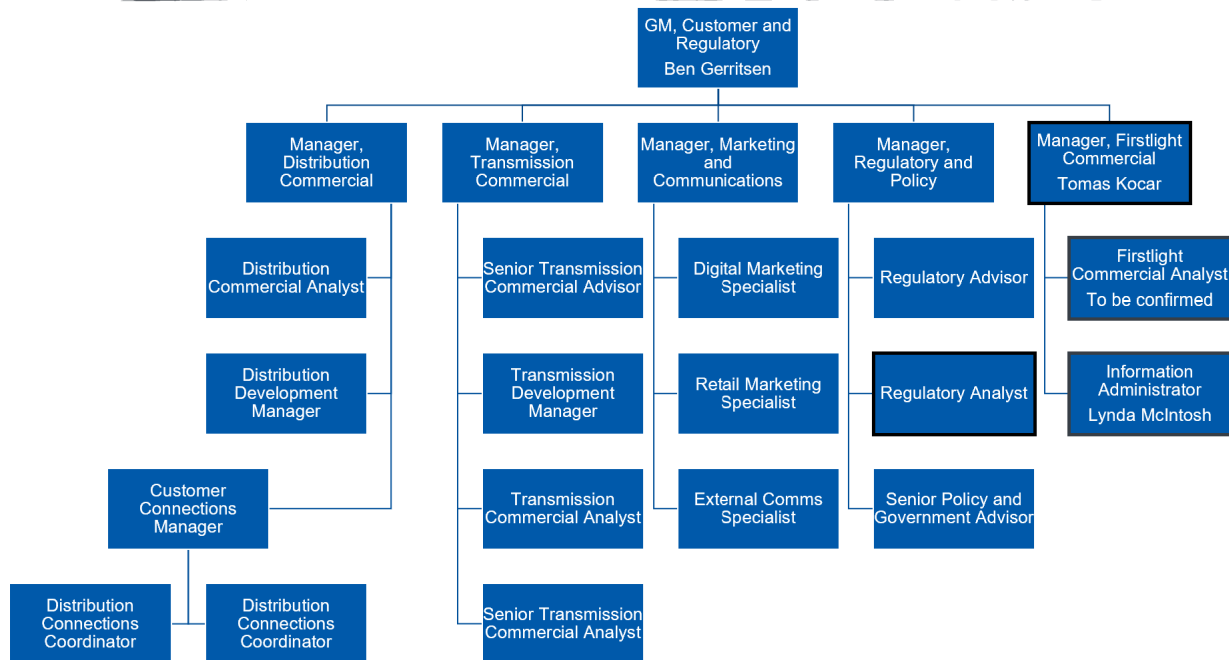 GM, Customer and
Regulatory
Ben Gerritsen
Manager,
Distribution
Commercial
Manager,
Transmission
Commercial
Manager, Marketing
and
Communications
Manager,
Regulatory and
Policy
Manager, Firstlight
Commercial
Tomas Kocar
Distribution
Commercial Analyst
Senior Transmission
Commercial Advisor
Digital Marketing
Specialist
Regulatory Advisor
Firstlight
Commercial Analyst
To be confirmed
Distribution
Development
Manager
Transmission
Development
Manager
Retail Marketing
Specialist
Regulatory Analyst
Information
Administrator
Lynda McIntosh
Customer
Connections
Manager
Transmission
Commercial Analyst
External Comms
Specialist
Senior Policy and
Government Advisor
Distribution
Connections
Coordinator
Distribution
Connections
Coordinator
Senior Transmission
Commercial Analyst